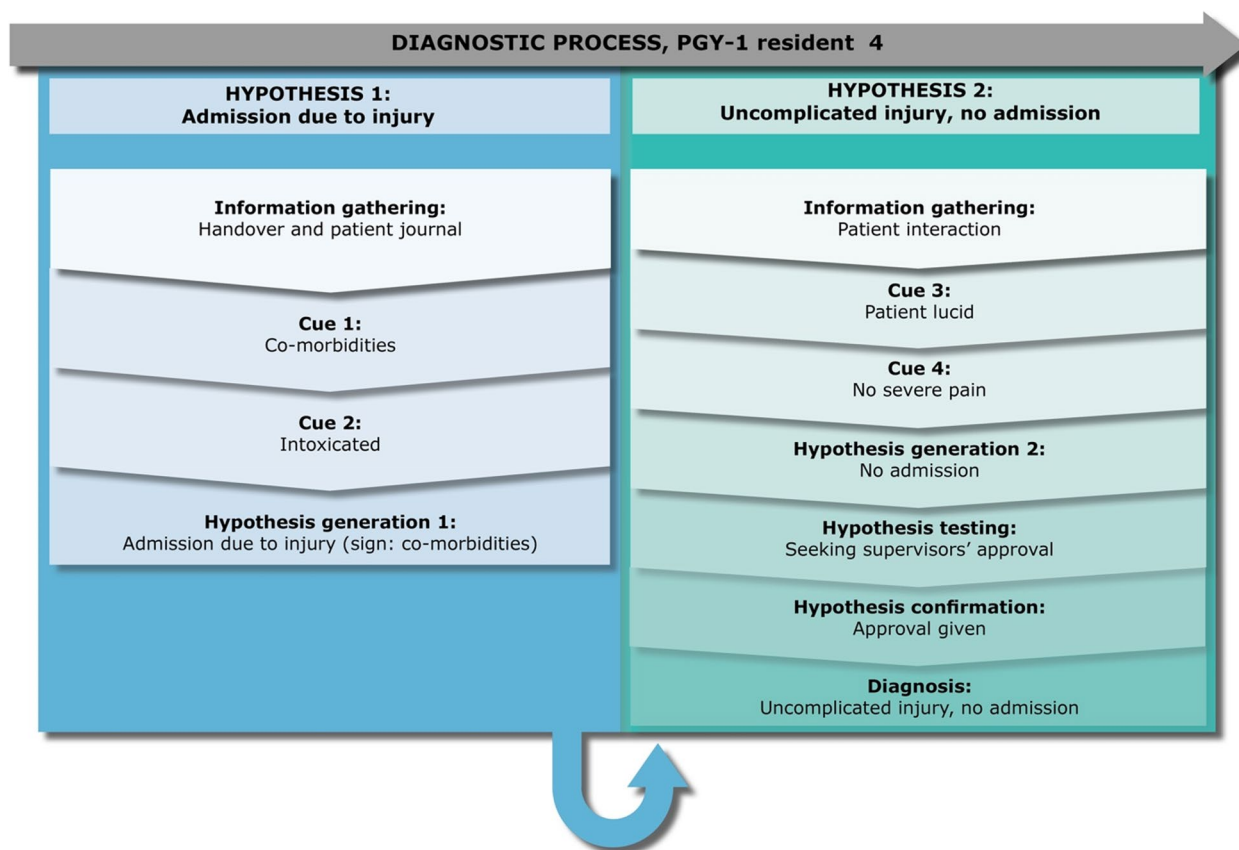 DIAGNOSTIC PROCESS, PGY-1 resident 4
HYPOTHESIS 1:
Admission due to injury
Information gathering:
Handover and patient journal
Cue 1:
Co-morbidities
Cue 2:
Intoxicated
Hypothesis generation 1:
Admission due to injury (sign: co-morbidities)
HYPOTHESIS 2:
Uncomplicated injury, no admission
Information gathering:
Patient interaction
Cue 3:
Patient lucid
Cue 4:
No severe pain
Hypothesis generation 2:
No admission
Hypothesis testing:
Seeking supervisors’ approval
Hypothesis confirmation:
Approval given
Diagnosis:
Uncomplicated injury, no admission